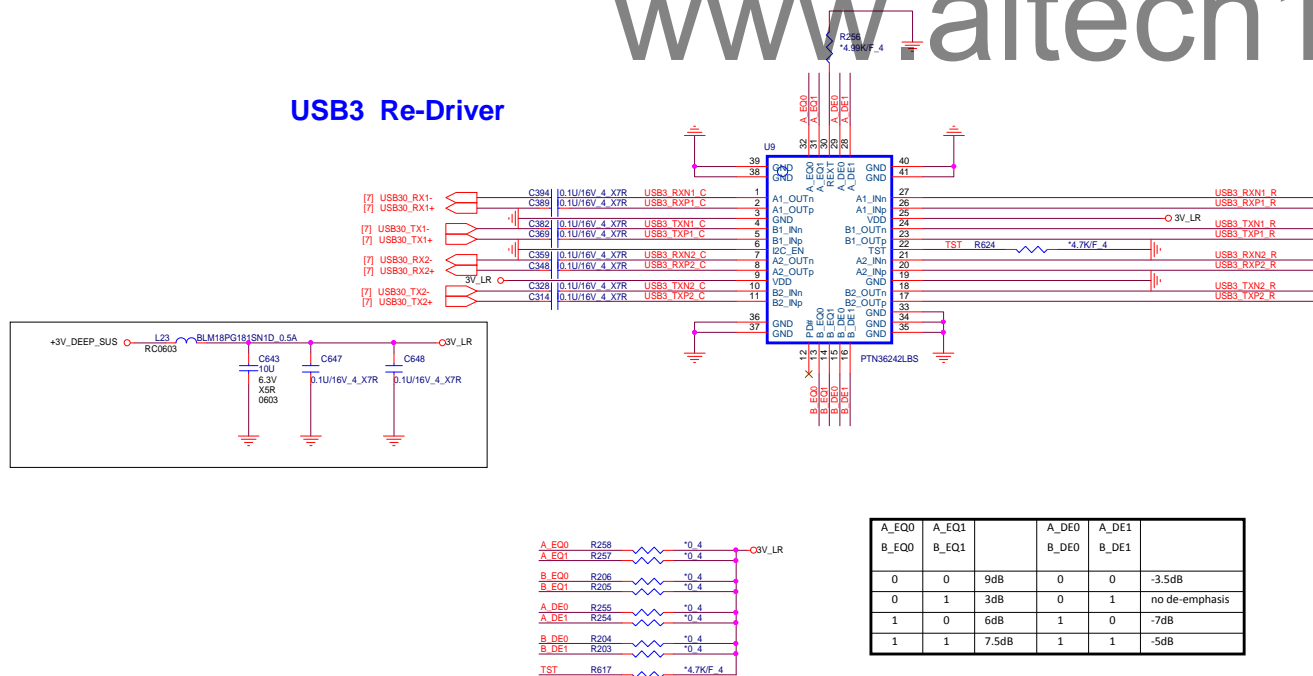 www.aitech1
R256
*4.99K/F_4
USB3 Re-Driver
A_EQ0
A_EQ1
A_DE0
A_DE1
32
31
30
29
28
U9
39 GND
38 GND
A_EQ0
A_EQ1
REXT
A_DE0
A_DE1
GND 40
GND 41
[7] USB30_RX1- C394 0.1U/16V_4_X7R USB3_RXN1_C 1 A1_OUTn
[7] USB30_RX1+ C389 0.1U/16V_4_X7R USB3_RXP1_C 2 A1_OUTp
3 GND
[7] USB30_TX1- C382 0.1U/16V_4_X7R USB3_TXN1_C 4 B1_INn
[7] USB30_TX1+ C369 0.1U/16V_4_X7R USB3_TXP1_C 5 B1_INp
6 I2C_EN
[7] USB30_RX2- C359 0.1U/16V_4_X7R USB3_RXN2_C 7 A2_OUTn
[7] USB30_RX2+ C348 0.1U/16V_4_X7R USB3_RXP2_C 8 A2_OUTp
3V_LR 9 VDD
[7] USB30_TX2- C328 0.1U/16V_4_X7R USB3_TXN2_C 10 B2_INn
[7] USB30_TX2+ C314 0.1U/16V_4_X7R USB3_TXP2_C 11 B2_INp
36 GND
37 GND
A1_INn 27 USB3_RXN1_R
A1_INp 26 USB3_RXP1_R
VDD 25 3V_LR
B1_OUTn 24 USB3_TXN1_R
B1_OUTp 23 USB3_TXP1_R
TST 22 TST R624 *4.7K/F_4
A2_INn 21 USB3_RXN2_R
A2_INp 20 USB3_RXP2_R
GND 19
B2_OUTn 18 USB3_TXN2_R
B2_OUTp 17 USB3_TXP2_R
GND 33
GND 34
GND 35
PD#
B_EQ0
B_EQ1
B_DE0
B_DE1
12
13
14
15
16
PTN36242LBS
B_EQ0
B_EQ1
B_DE0
B_DE1
+3V_DEEP_SUS L23 BLM18PG181SN1D_0.5A 3V_LR
RC0603
C643
10U
6.3V
X5R
0603
C647
0.1U/16V_4_X7R
C648
0.1U/16V_4_X7R
A_EQ0 R258 *0_4 3V_LR
A_EQ1 R257 *0_4
B_EQ0 R206 *0_4
B_EQ1 R205 *0_4
A_DE0 R255 *0_4
A_DE1 R254 *0_4
B_DE0 R204 *0_4
B_DE1 R203 *0_4
TST R617 *4.7K/F_4
A_EQ0 A_EQ1 A_DE0 A_DE1
B_EQ0 B_EQ1 B_DE0 B_DE1
0 0 9dB 0 0 -3.5dB
0 1 3dB 0 1 no de-emphasis
1 0 6dB 1 0 -7dB
1 1 7.5dB 1 1 -5dB